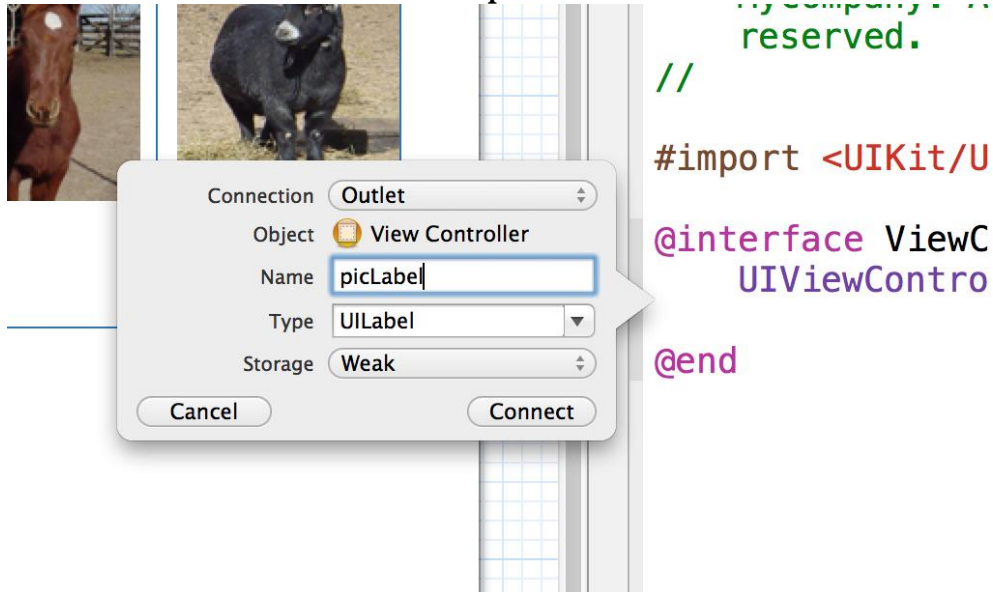 reserved.
//
#import <UIKit/U
@interface ViewC
UIViewContro
@end
Connection Outlet
Object View Controller
Name picLabel
Type UILabel
Storage Weak
Cancel Connect